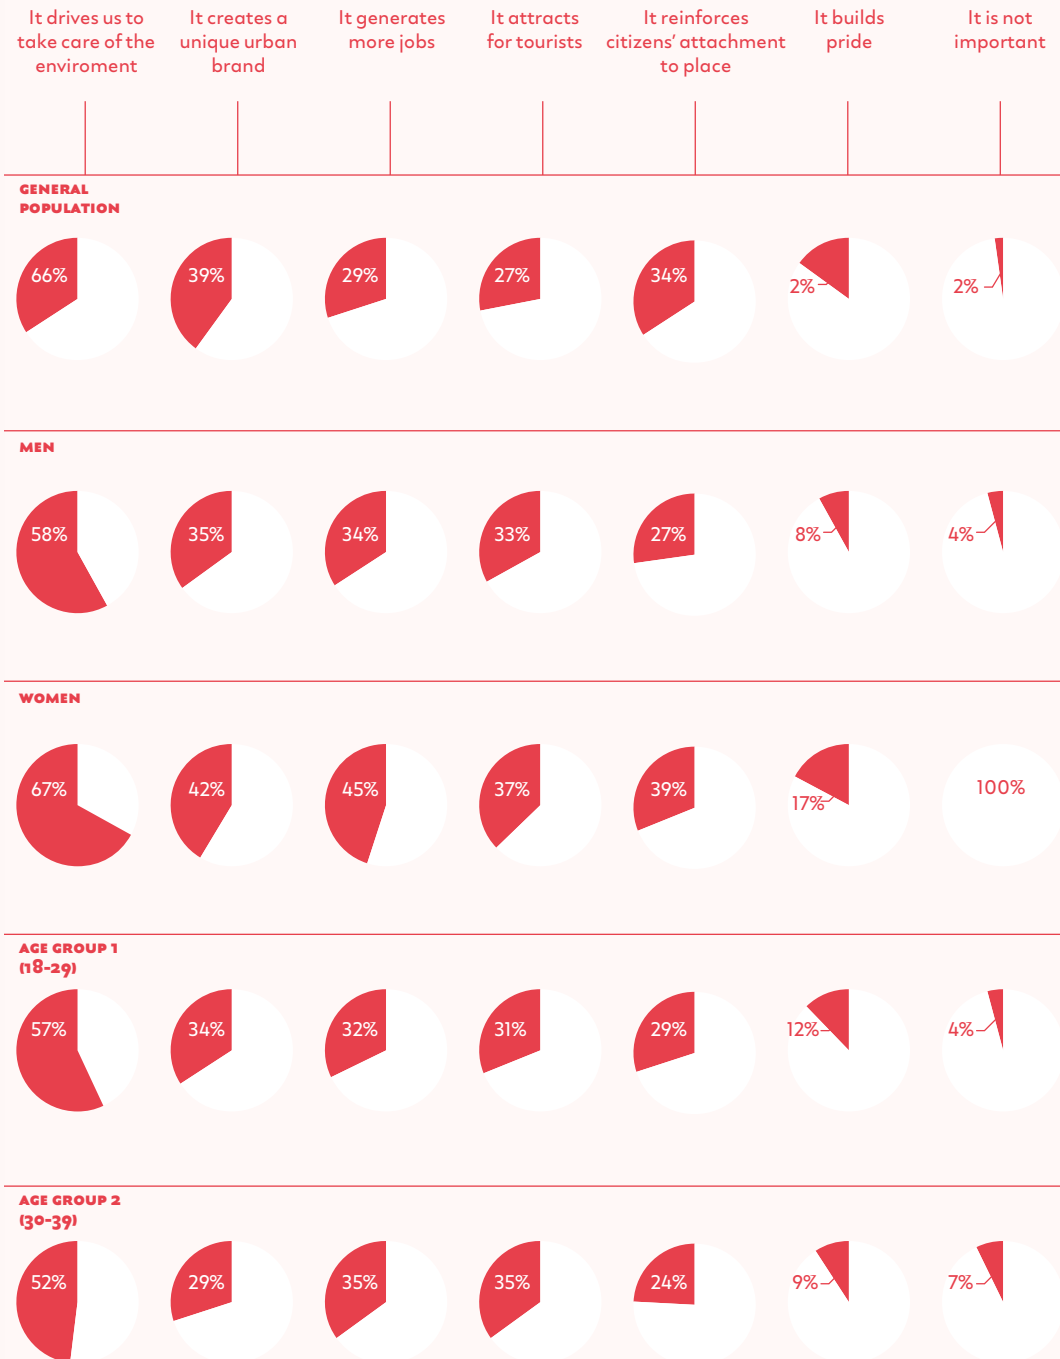 It drives us to
take care of the
enviroment
It creates a
unique urban
brand
It generates
more jobs
It attracts
for tourists
It reinforces
citizens’ attachment
to place
It builds
pride
It is not
important
GENERAL
POPULATION
66% 39% 29% 27% 34% 2% 2%
MEN
58% 35% 34% 33% 27% 8% 4%
WOMEN
67% 42% 45% 37% 39% 17% 100%
AGE GROUP 1
(18-29)
57% 34% 32% 31% 29% 12% 4%
AGE GROUP 2
(30-39)
52% 29% 35% 35% 24% 9% 7%